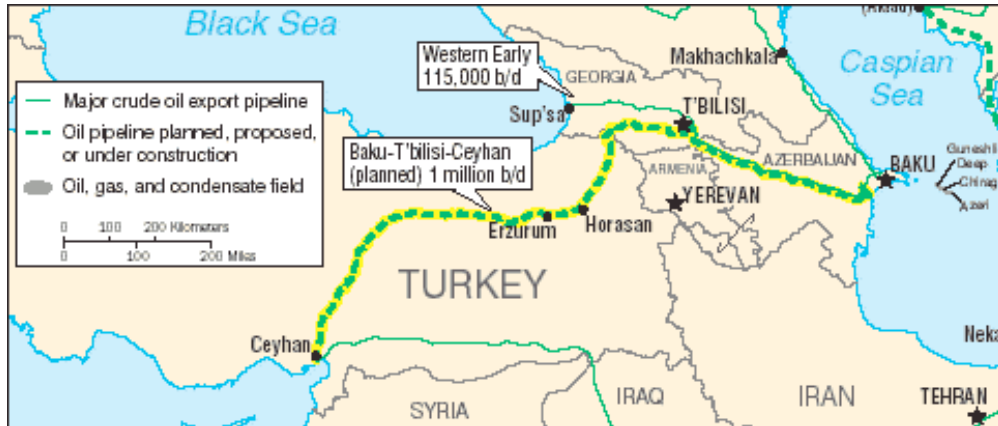 Black Sea
(Aktau)
Western Early
115,000 b/d
Makhachkala
Caspian
Sea
GEORGIA
Major crude oil export pipeline
Oil pipeline planned, proposed,
or under construction
Oil, gas, and condensate field
0 100 200 Kilometers
0 100 200 Miles
Sup'sa
T'BILISI
Baku-T'bilisi-Ceyhan
(planned) 1 million b/d
ARMENIA
AZERBAIJAN
BAKU
Guneshli
Deep
Chirag
Azeri
YEREVAN
Erzurum
Horasan
TURKEY
Ceyhan
Neka
SYRIA
IRAQ
IRAN
TEHRAN